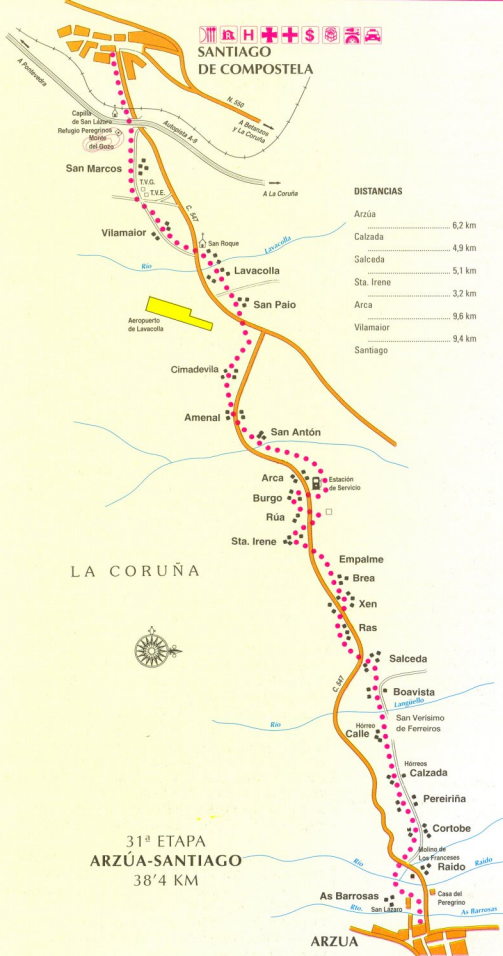 SANTIAGO
DE COMPOSTELA
A Pontevedra
N. 550
A Betanzos
y La Coruña
Capilla
de San Lázaro
Refugio Peregrinos
Monte
del Gozo
Autopista A-9
A La Coruña
San Marcos
T.V.G.
T.V.E.
C. 547
Vilamaior
San Roque
Lavacolla
Río
Lavacolla
San Paio
Aeropuerto
de Lavacolla
DISTANCIAS
Arzúa
6,2 km
Calzada
4,9 km
Salceda
5,1 km
Sta. Irene
3,2 km
Arca
9,6 km
Vilamaior
9,4 km
Santiago
Cimadevila
Amenal
San Antón
Arca
Estación
de Servicio
Burgo
Rúa
Sta. Irene
Empalme
LA CORUÑA
Brea
Xen
Ras
Salceda
C. 547
Boavista
Langüello
Río
San Verísimo
de Ferreiros
Hórreo
Calle
Hórreos
Calzada
Pereiriña
Cortobe
Molino de
Los Franceses
31ª ETAPA
ARZÚA-SANTIAGO
38'4 KM
Río
Raido
Raido
As Barrosas
Casa del
Peregrino
Rto.
San Lázaro
As Barrosas
ARZUA